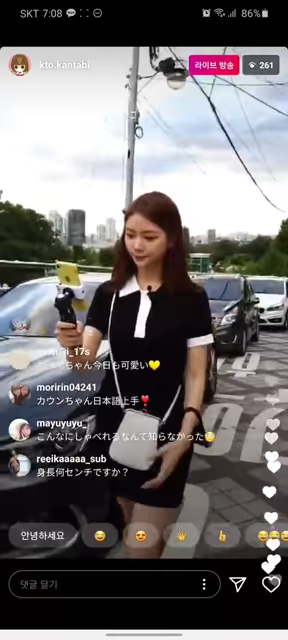 SKT 7:08
86%
kto.kantabi
라이브 방송
261
_17s
ちゃん今日も可愛い💛
moririn04241
カウンちゃん日本語上手❣️
mayuyuyu_
こんなにしゃべれるなんて知らなかった🥹
reeikaaaaa_sub
身長何センチですか？
안녕하세요
😂 😍 👋 👆 😂😂😂
댓글 달기